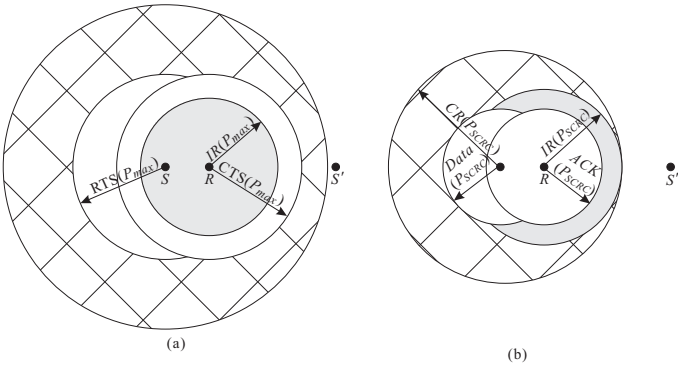 RTS(Pmax)
S
IR(Pmax)
R
CTS(Pmax)
S'
(a)
CR(PSCRC)
Data
(PSCRC)
IR(PSCRC)
R
ACK
(PSCRC)
S'
(b)